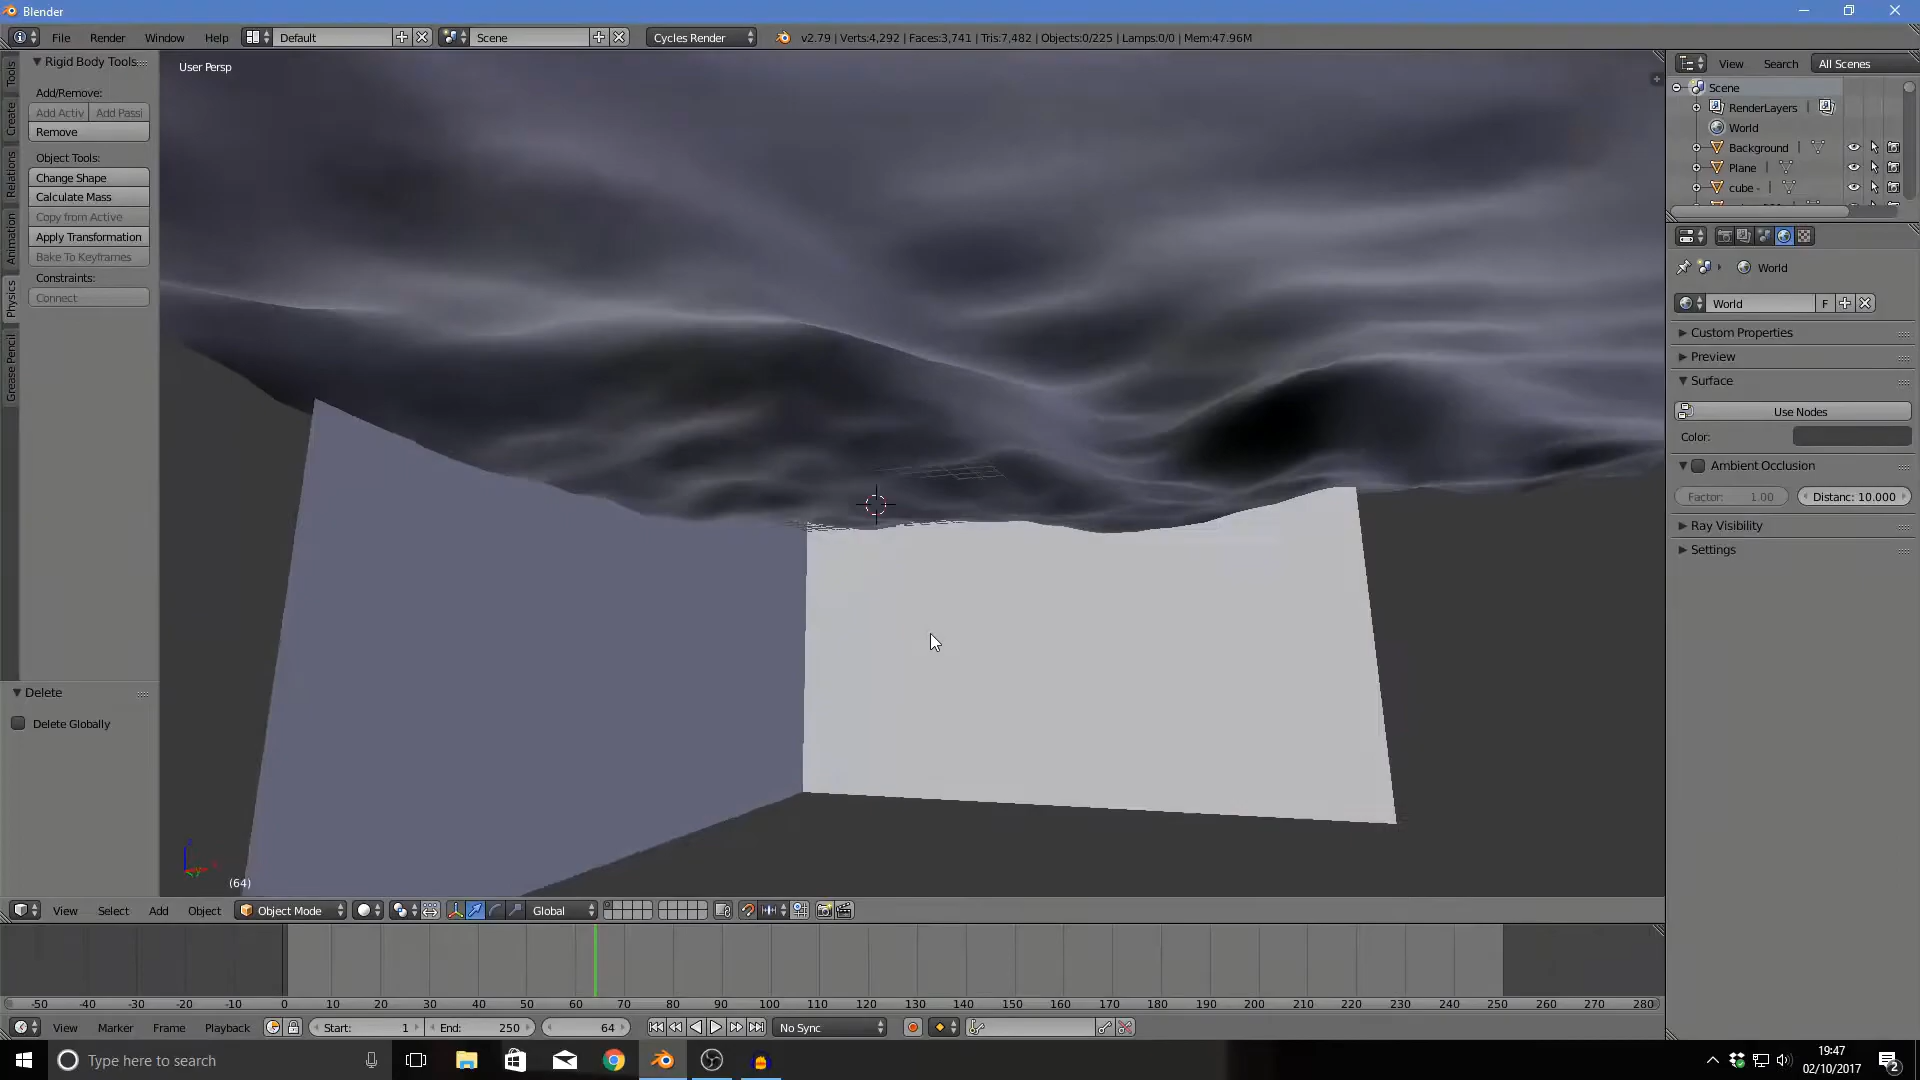 Blender
File Render Window Help Default Scene Cycles Render v2.79 | Verts:4,292 | Faces:3,741 | Tris:7,482 | Objects:0/225 | Lamps:0/0 | Mem:47.96M
Rigid Body Tools
User Persp
View Search All Scenes
Tools
Create
Relations
Animation
Physics
Grease Pencil
Add/Remove:
Add Activ Add Passi
Remove
Object Tools:
Change Shape
Calculate Mass
Copy from Active
Apply Transformation
Bake To Keyframes
Constraints:
Connect
Scene
RenderLayers
World
Background
Plane
cube
World
World F
Custom Properties
Preview
Surface
Use Nodes
Color:
Ambient Occlusion
Factor: 1.00 Distanc: 10.000
Ray Visibility
Settings
Delete
Delete Globally
(64)
View Select Add Object Object Mode Global
-50 -40 -30 -20 -10 0 10 20 30 40 50 60 70 80 90 100 110 120 130 140 150 160 170 180 190 200 210 220 230 240 250 260 270 280
View Marker Frame Playback Start: 1 End: 250 64 No Sync
Type here to search
19:47
02/10/2017
2